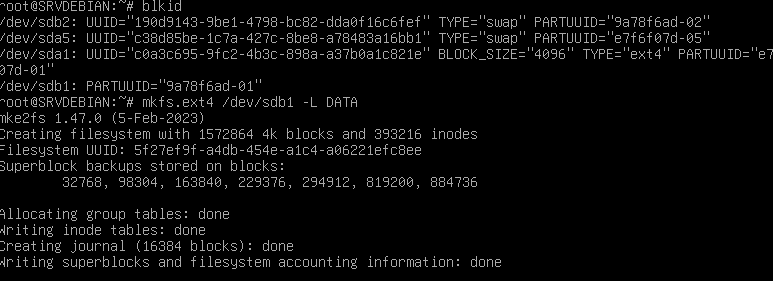 root@SRVDEBIAN:~# blkid
/dev/sdb2: UUID="190d9143-9be1-4798-bc82-dda0f16c6fef" TYPE="swap" PARTUUID="9a78f6ad-02"
/dev/sda5: UUID="c38d85be-1c7a-427c-8be8-a78483a16bb1" TYPE="swap" PARTUUID="e7f6f07d-05"
/dev/sda1: UUID="c0a3c695-9fc2-4b3c-898a-a37b0a1c821e" BLOCK_SIZE="4096" TYPE="ext4" PARTUUID="e7
07d-01"
/dev/sdb1: PARTUUID="9a78f6ad-01"
root@SRVDEBIAN:~# mkfs.ext4 /dev/sdb1 -L DATA
mke2fs 1.47.0 (5-Feb-2023)
Creating filesystem with 1572864 4k blocks and 393216 inodes
Filesystem UUID: 5f27ef9f-a4db-454e-a1c4-a06221efc8ee
Superblock backups stored on blocks:
        32768, 98304, 163840, 229376, 294912, 819200, 884736

Allocating group tables: done
Writing inode tables: done
Creating journal (16384 blocks): done
Writing superblocks and filesystem accounting information: done